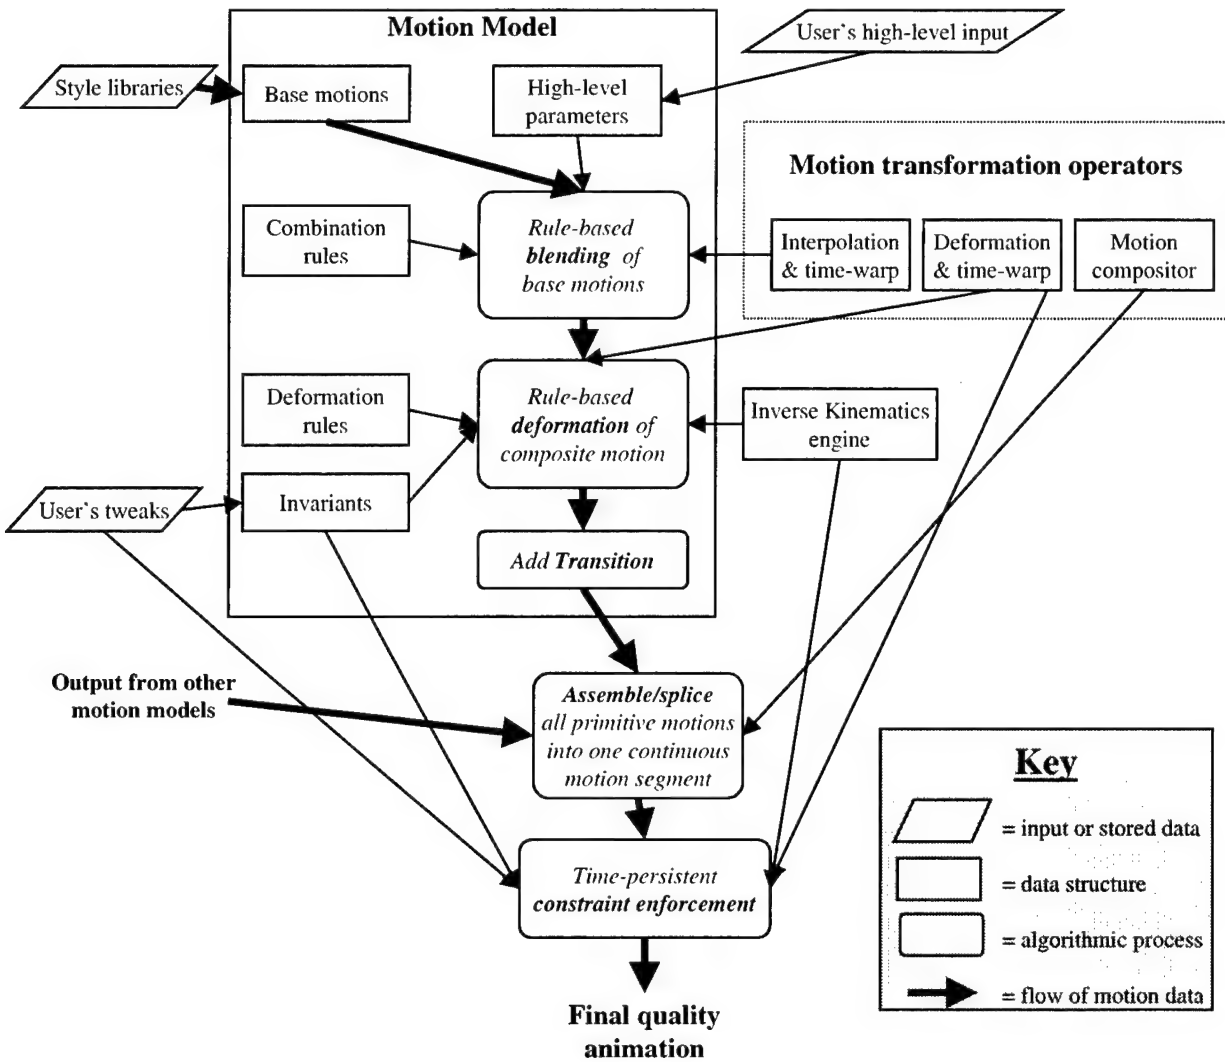 Motion Model
User's high-level input
Style libraries
Base motions
High-level
parameters
Motion transformation operators
Combination
rules
Rule-based
blending of
base motions
Interpolation
& time-warp
Deformation
& time-warp
Motion
compositor
Deformation
rules
Rule-based
deformation of
composite motion
Inverse Kinematics
engine
User's tweaks
Invariants
Add Transition
Output from other
motion models
Assemble/splice
all primitive motions
into one continuous
motion segment
Time-persistent
constraint enforcement
Final quality
animation
Key
= input or stored data
= data structure
= algorithmic process
= flow of motion data